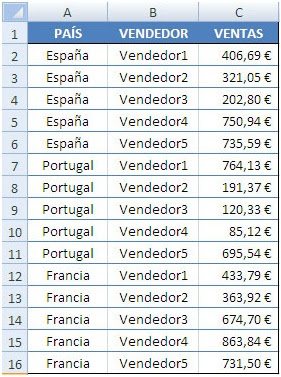 A B C
1 PAÍS VENDEDOR VENTAS
2 España Vendedor1 406,69 €
3 España Vendedor2 321,05 €
4 España Vendedor3 202,80 €
5 España Vendedor4 750,94 €
6 España Vendedor5 735,59 €
7 Portugal Vendedor1 764,13 €
8 Portugal Vendedor2 191,37 €
9 Portugal Vendedor3 120,33 €
10 Portugal Vendedor4 85,12 €
11 Portugal Vendedor5 695,54 €
12 Francia Vendedor1 433,79 €
13 Francia Vendedor2 363,92 €
14 Francia Vendedor3 674,70 €
15 Francia Vendedor4 863,84 €
16 Francia Vendedor5 731,50 €